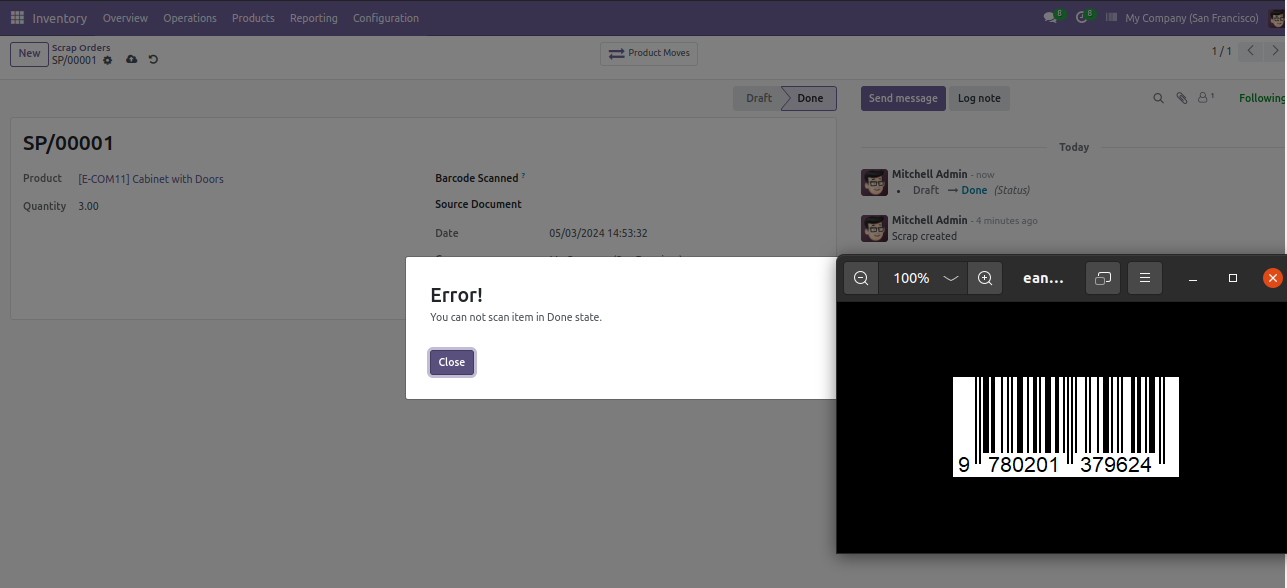 Inventory Overview Operations Products Reporting Configuration 8 8 My Company (San Francisco)
New Scrap Orders
SP/00001
Product Moves
1 / 1
Draft Done
Send message Log note 1 Following
SP/00001
Product [E-COM11] Cabinet with Doors
Quantity 3.00
Barcode Scanned ?
Source Document
Date 05/03/2024 14:53:32
Today
Mitchell Admin - now
• Draft → Done (Status)
Mitchell Admin - 4 minutes ago
Scrap created
Error!
You can not scan item in Done state.
Close
100% ean...
9 780201 379624